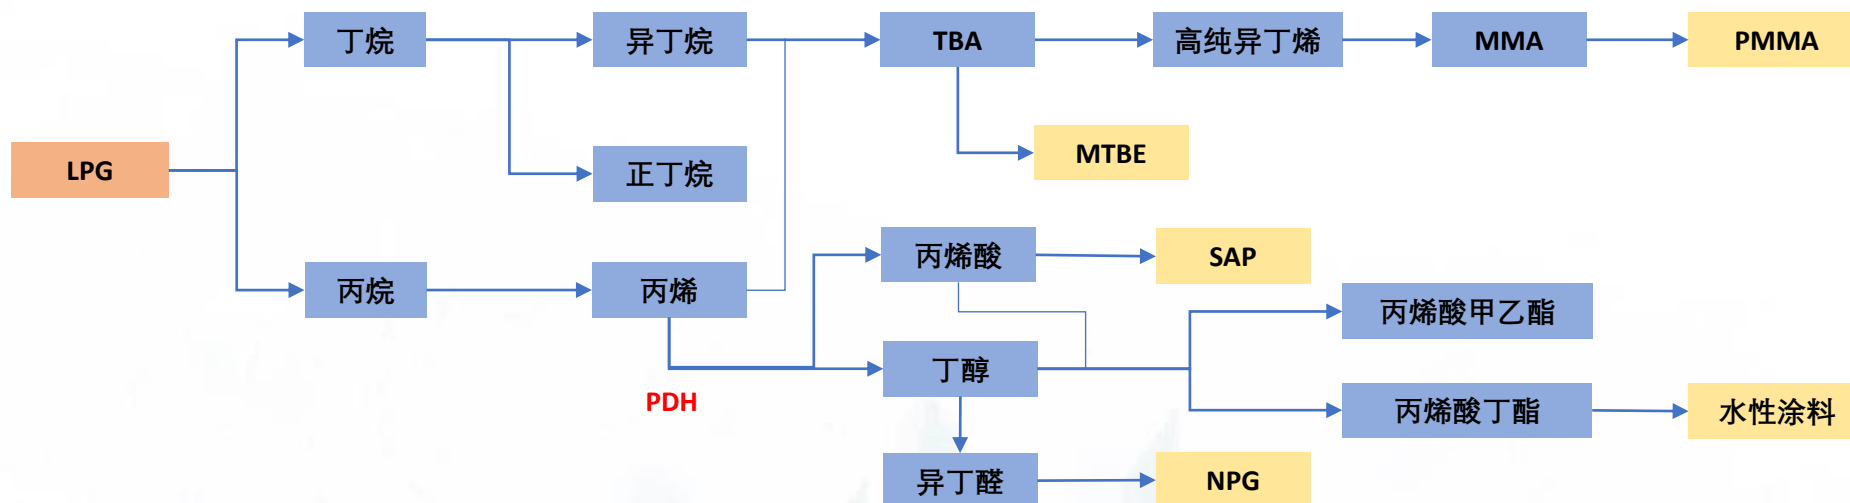 丁烷
异丁烷
TBA
高纯异丁烯
MMA
PMMA
LPG
正丁烷
MTBE
丙烷
丙烯
丙烯酸
SAP
丙烯酸甲乙酯
丁醇
PDH
丙烯酸丁酯
水性涂料
异丁醛
NPG